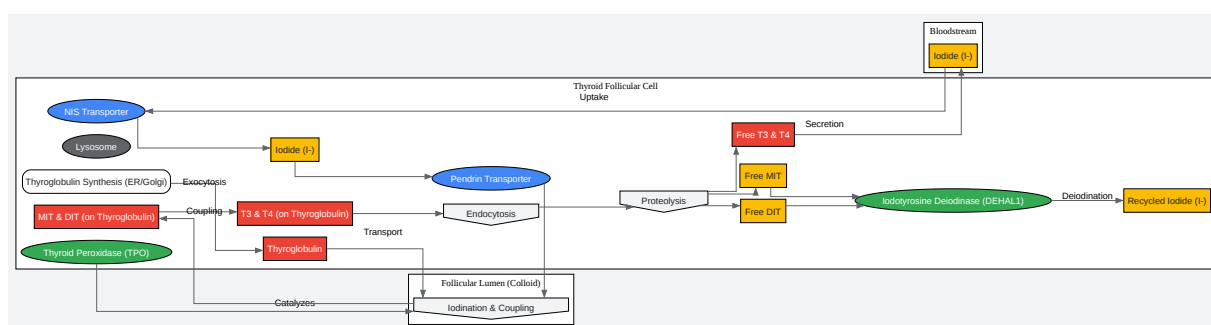 Bloodstream
Iodide (I-)
Thyroid Follicular Cell
Uptake
NIS Transporter
Secretion
Free T3 & T4
Lysosome
Iodide (I-)
Free MIT
Thyroglobulin Synthesis (ER/Golgi)
Exocytosis
Pendrin Transporter
Proteolysis
Iodotyrosine Deiodinase (DEHAL1)
Deiodination
Recycled Iodide (I-)
MIT & DIT (on Thyroglobulin)
Coupling
T3 & T4 (on Thyroglobulin)
Endocytosis
Free DIT
Transport
Thyroid Peroxidase (TPO)
Thyroglobulin
Follicular Lumen (Colloid)
Catalyzes
Iodination & Coupling